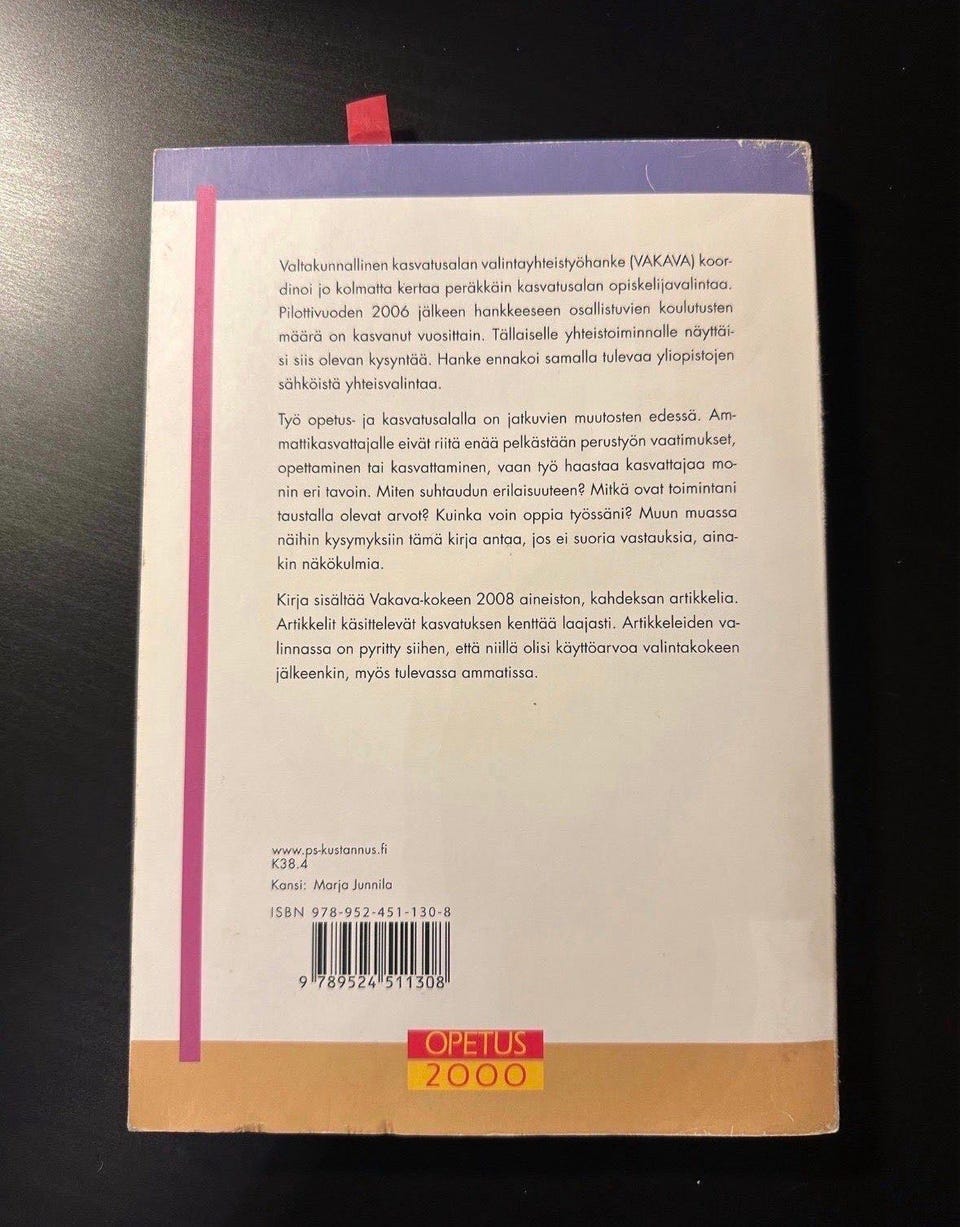 Valtakunnallinen kasvatusalan valintayhteistyöhanke (VAKAVA) koor-
dinoi jo kolmatta kertaa peräkkäin kasvatusalan opiskelijavalintaa.
Pilottivuoden 2006 jälkeen hankkeeseen osallistuvien koulutusten
määrä on kasvanut vuosittain. Tällaiselle yhteistoiminnalle näyttäi-
si siis olevan kysyntää. Hanke ennakoi samalla tulevaa yliopistojen
sähköistä yhteisvalintaa.
Työ opetus- ja kasvatusalalla on jatkuvien muutosten edessä. Am-
mattikasvattajalle eivät riitä enää pelkästään perustyön vaatimukset,
opettaminen tai kasvattaminen, vaan työ haastaa kasvattajaa mo-
nin eri tavoin. Miten suhtaudun erilaisuuteen? Mitkä ovat toimintani
taustalla olevat arvot? Kuinka voin oppia työssäni? Muun muassa
näihin kysymyksiin tämä kirja antaa, jos ei suoria vastauksia, aina-
kin näkökulmia.
Kirja sisältää Vakava-kokeen 2008 aineiston, kahdeksan artikkelia.
Artikkelit käsittelevät kasvatuksen kenttää laajasti. Artikkeleiden va-
linnassa on pyritty siihen, että niillä olisi käyttöarvoa valintakokeen
jälkeenkin, myös tulevassa ammatissa.
www.ps-kustannus.fi
K38.4
Kansi: Marja Junnila
ISBN 978-952-451-130-8
9 789524 511308
OPETUS
2000